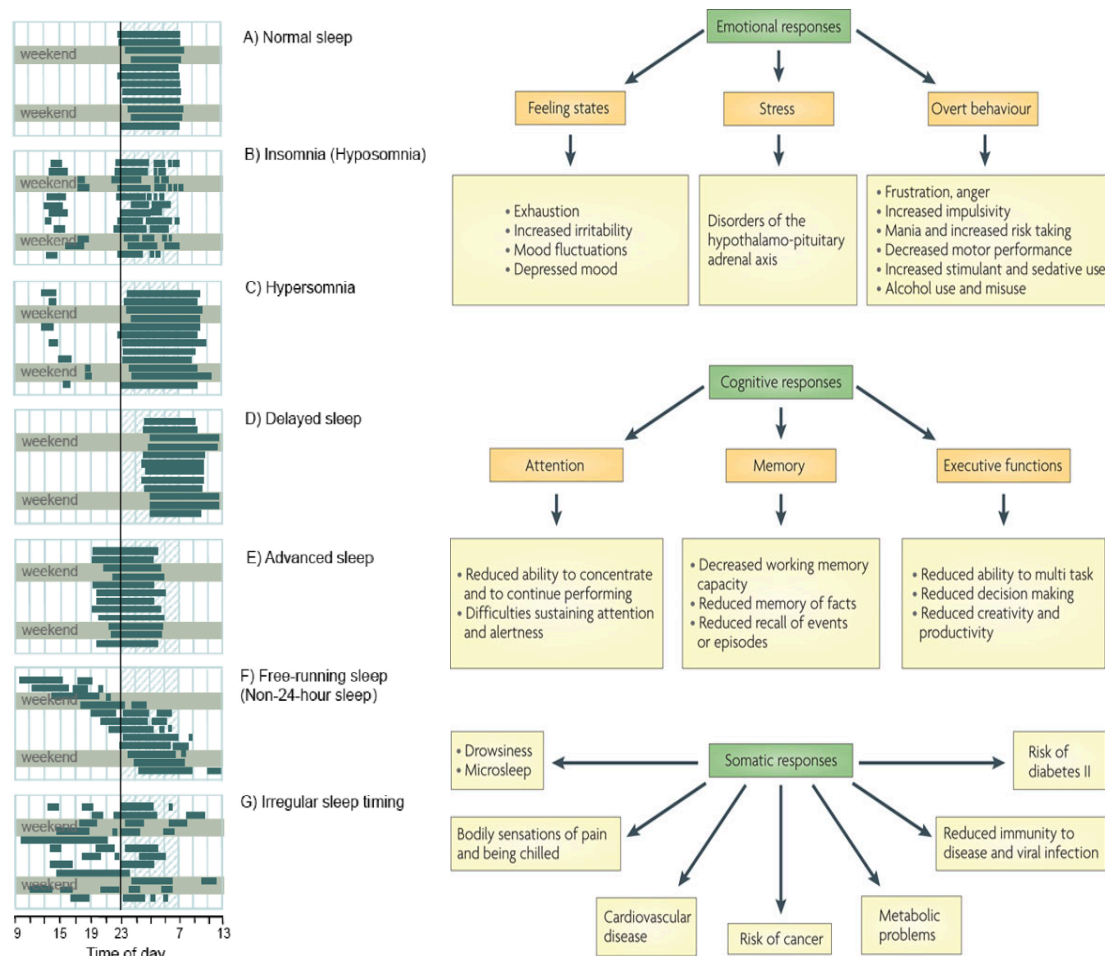 A) Normal sleep
weekend
weekend
B) Insomnia (Hyposomnia)
weekend
weekend
C) Hypersomnia
weekend
weekend
D) Delayed sleep
weekend
weekend
E) Advanced sleep
weekend
weekend
F) Free-running sleep
(Non-24-hour sleep)
weekend
weekend
G) Irregular sleep timing
weekend
weekend
9 15 19 23 7 13
Time of day
Emotional responses
Feeling states
Stress
Overt behaviour
• Exhaustion
• Increased irritability
• Mood fluctuations
• Depressed mood
Disorders of the
hypothalamo-pituitary
adrenal axis
• Frustration, anger
• Increased impulsivity
• Mania and increased risk taking
• Decreased motor performance
• Increased stimulant and sedative use
• Alcohol use and misuse
Cognitive responses
Attention
Memory
Executive functions
• Reduced ability to concentrate
and to continue performing
• Difficulties sustaining attention
and alertness
• Decreased working memory
capacity
• Reduced memory of facts
• Reduced recall of events
or episodes
• Reduced ability to multi task
• Reduced decision making
• Reduced creativity and
productivity
Somatic responses
• Drowsiness
• Microsleep
Risk of
diabetes II
Bodily sensations of pain
and being chilled
Reduced immunity to
disease and viral infection
Cardiovascular
disease
Risk of cancer
Metabolic
problems